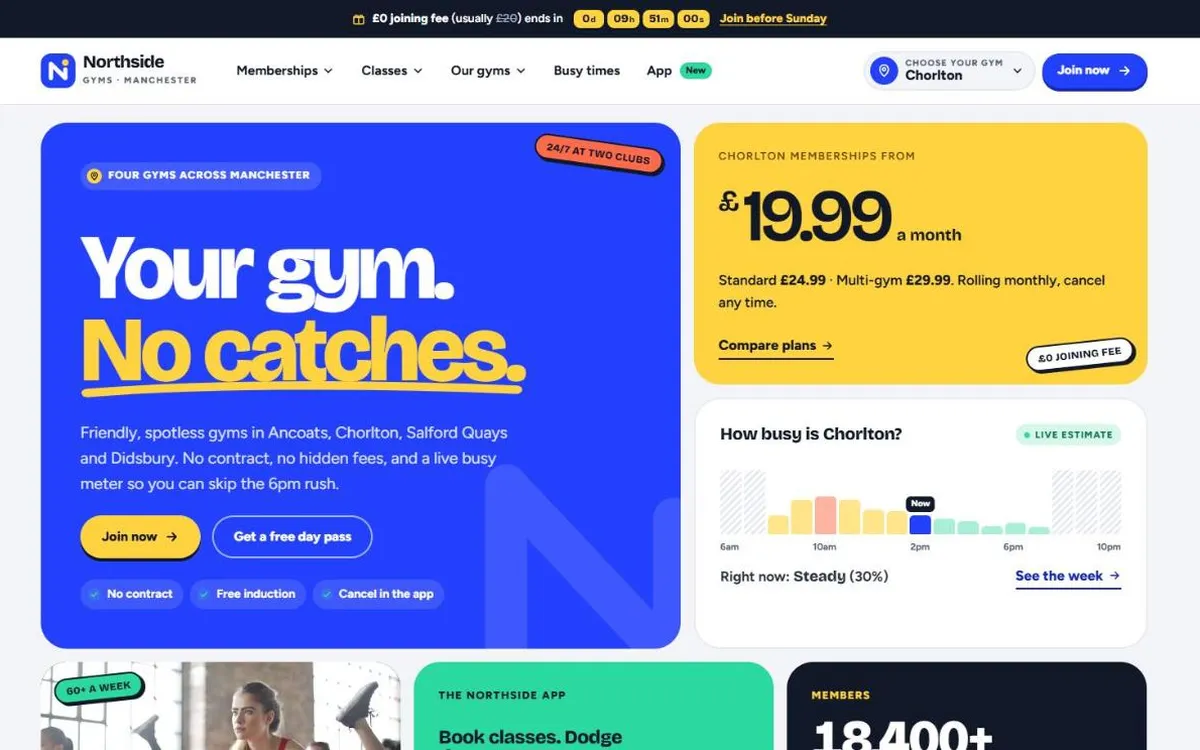 £0 joining fee (usually £20) ends in 0d 09h 51m 00s Join before Sunday
Northside
GYMS · MANCHESTER
Memberships Classes Our gyms Busy times App New
CHOOSE YOUR GYM
Chorlton
Join now →
24/7 AT TWO CLUBS
FOUR GYMS ACROSS MANCHESTER
Your gym.
No catches.
Friendly, spotless gyms in Ancoats, Chorlton, Salford Quays
and Didsbury. No contract, no hidden fees, and a live busy
meter so you can skip the 6pm rush.
Join now → Get a free day pass
No contract Free induction Cancel in the app
CHORLTON MEMBERSHIPS FROM
£19.99 a month
Standard £24.99 · Multi-gym £29.99. Rolling monthly, cancel
any time.
Compare plans →
£0 JOINING FEE
How busy is Chorlton?
LIVE ESTIMATE
Now
6am 10am 2pm 6pm 10pm
Right now: Steady (30%)
See the week →
60+ A WEEK
THE NORTHSIDE APP
Book classes. Dodge
MEMBERS
18,400+